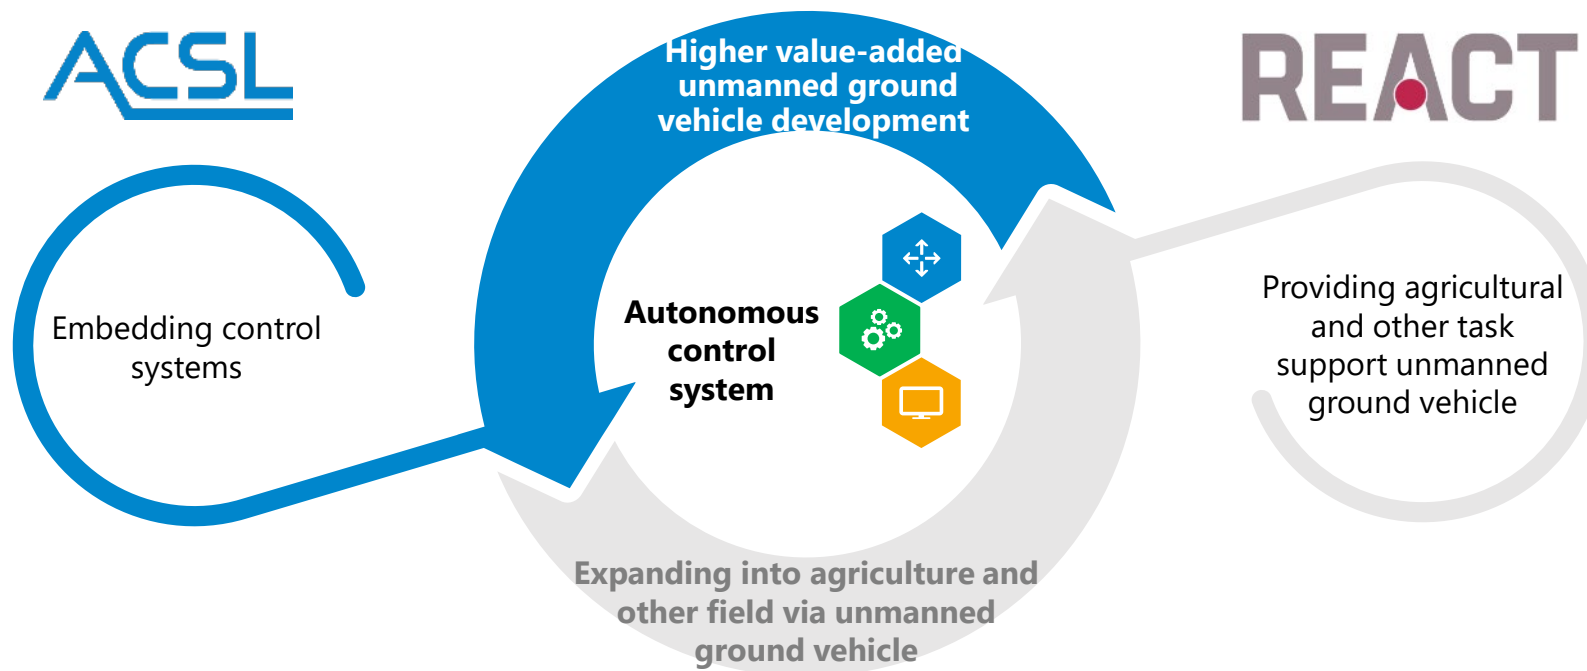 ACSL
Higher value-added
unmanned ground
vehicle development
REACT
Embedding control
systems
Autonomous
control
system
Providing agricultural
and other task
support unmanned
ground vehicle
Expanding into agriculture and
other field via unmanned
ground vehicle